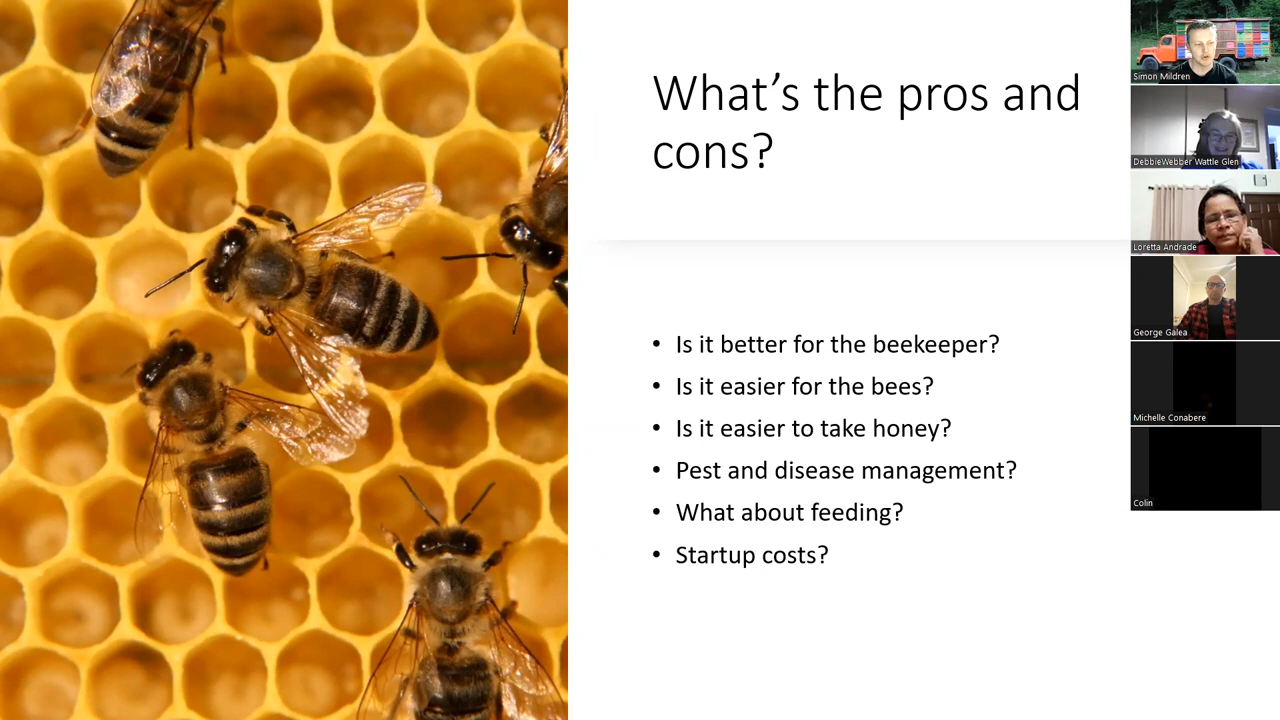 What’s the pros and
cons?
• Is it better for the beekeeper?
• Is it easier for the bees?
• Is it easier to take honey?
• Pest and disease management?
• What about feeding?
• Startup costs?
Simon Mildren
DebbieWebber Wattle Glen
Loretta Andrade
George Galea
Michelle Conabere
Colin